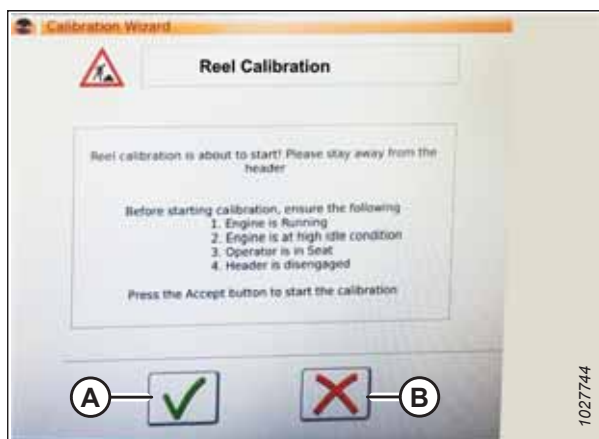 Calibration Wizard
Reel Calibration
Reel calibration is about to start! Please stay away from the
header
Before starting calibration, ensure the following
1. Engine is Running
2. Engine is at high idle condition
3. Operator is in Seat
4. Header is disengaged
Press the Accept button to start the calibration
A
B
1027744